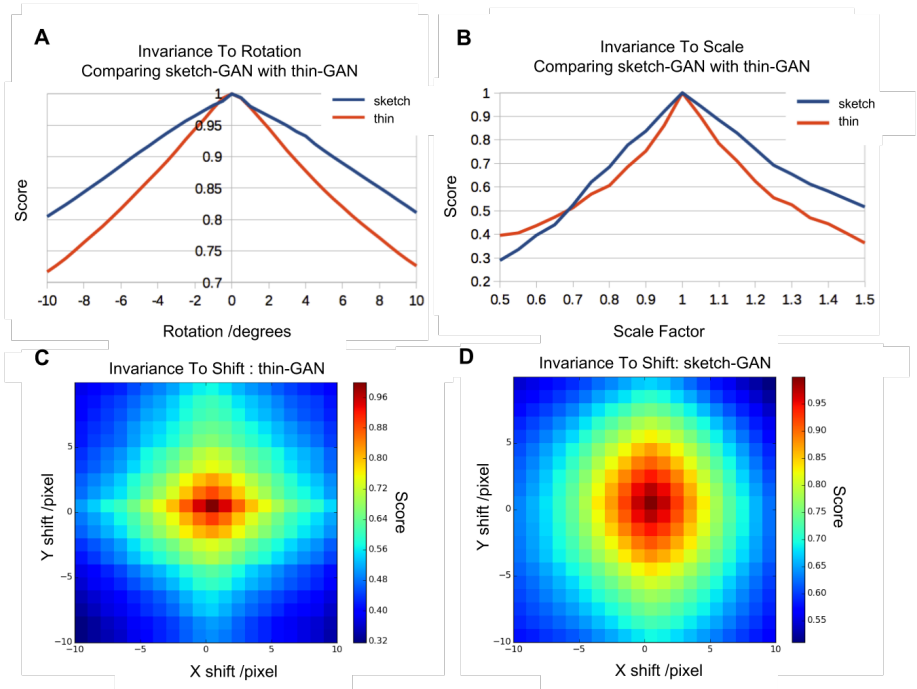 A
Invariance To Rotation
Comparing sketch-GAN with thin-GAN
sketch
thin
1
0.95
0.9
0.85
0.8
0.75
0.7
Score
-10 -8 -6 -4 -2 0 2 4 6 8 10
Rotation /degrees
B
Invariance To Scale
Comparing sketch-GAN with thin-GAN
sketch
thin
1
0.9
0.8
0.7
0.6
0.5
0.4
0.3
0.2
Score
0.5 0.6 0.7 0.8 0.9 1 1.1 1.2 1.3 1.4 1.5
Scale Factor
C
Invariance To Shift : thin-GAN
5
0
−5
−10
Y shift /pixel
−10 −5 0 5 10
X shift /pixel
0.96
0.88
0.80
0.72
0.64
0.56
0.48
0.40
0.32
Score
D
Invariance To Shift: sketch-GAN
5
0
−5
−10
Y shift /pixel
−10 −5 0 5 10
X shift /pixel
0.95
0.90
0.85
0.80
0.75
0.70
0.65
0.60
0.55
Score